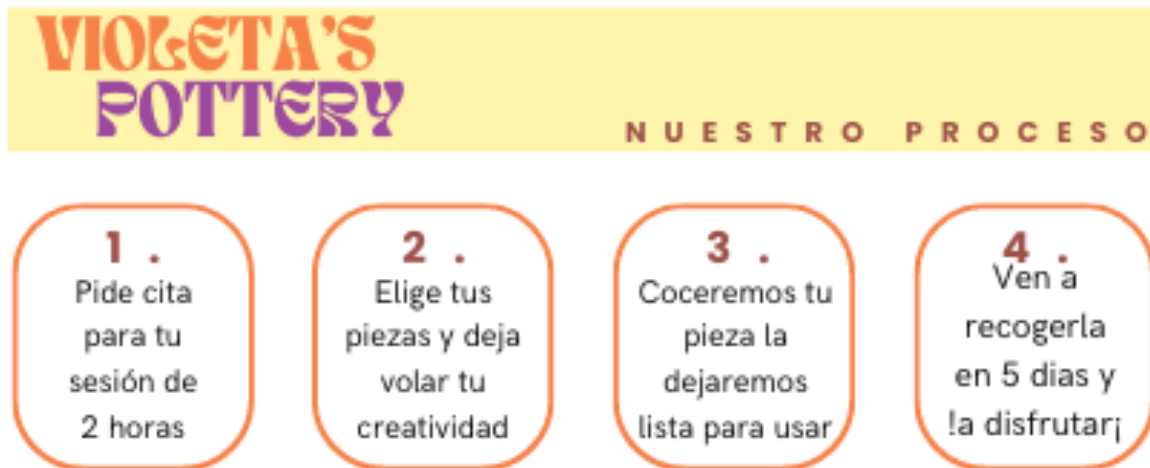 VIOLETA'S
POTTERY
NUESTRO PROCESO
1.
Pide cita
para tu
sesión de
2 horas
2.
Elige tus
piezas y deja
volar tu
creatividad
3.
Coceremos tu
pieza la
dejaremos
lista para usar
4.
Ven a
recogerla
en 5 dias y
!a disfrutar¡